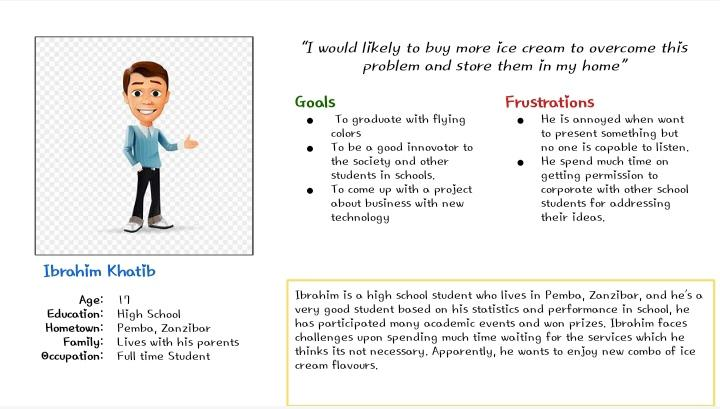 "I would likely to buy more ice cream to overcome this
problem and store them in my home"
Goals
● To graduate with flying
colors
● To be a good innovator to
the society and other
students in schools.
● To come up with a project
about business with new
technology
Frustrations
● He is annoyed when want
to present something but
no one is capable to listen.
● He spend much time on
getting permission to
corporate with other school
students for addressing
their ideas.
Ibrahim Khatib
Age: 17
Education: High School
Hometown: Pemba, Zanzibar
Family: Lives with his parents
Occupation: Full time Student
Ibrahim is a high school student who lives in Pemba, Zanzibar, and he's a
very good student based on his statistics and performance in school, he
has participated many academic events and won prizes. Ibrahim faces
challenges upon spending much time waiting for the services which he
thinks its not necessary. Apparently, he wants to enjoy new combo of ice
cream flavours.